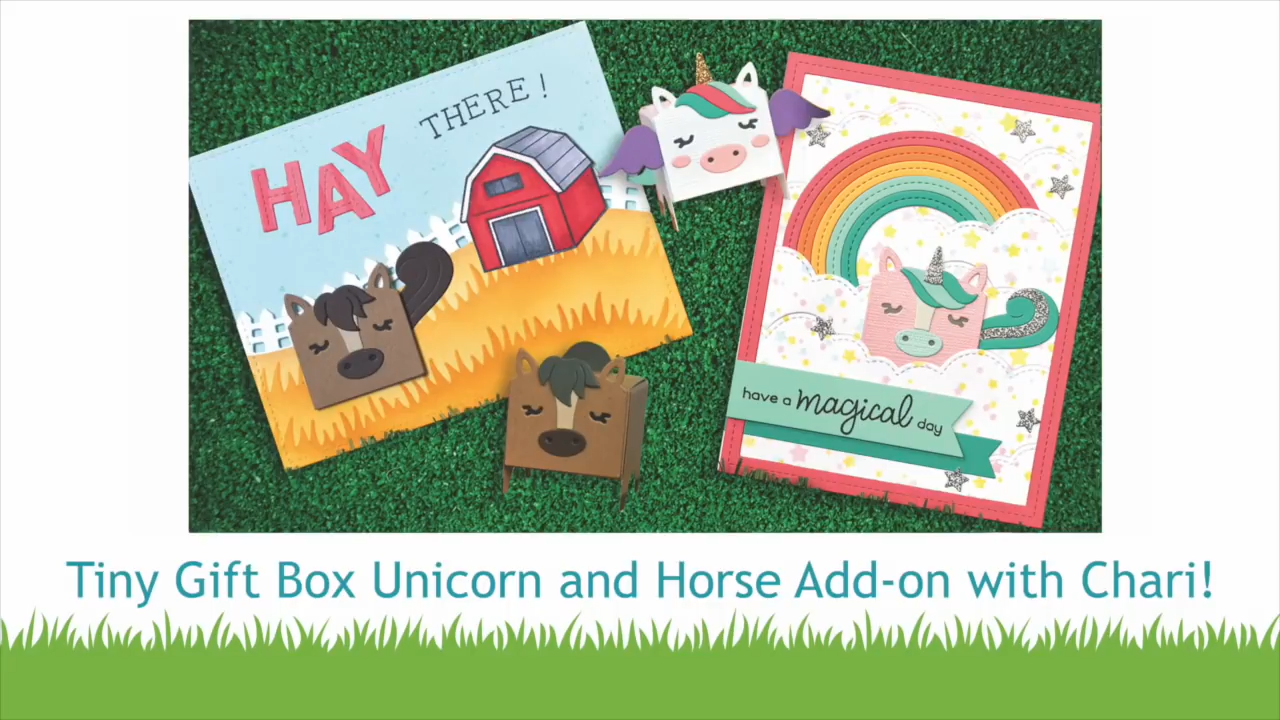 HAY
THERE!
have a magical day
Tiny Gift Box Unicorn and Horse Add-on with Chari!